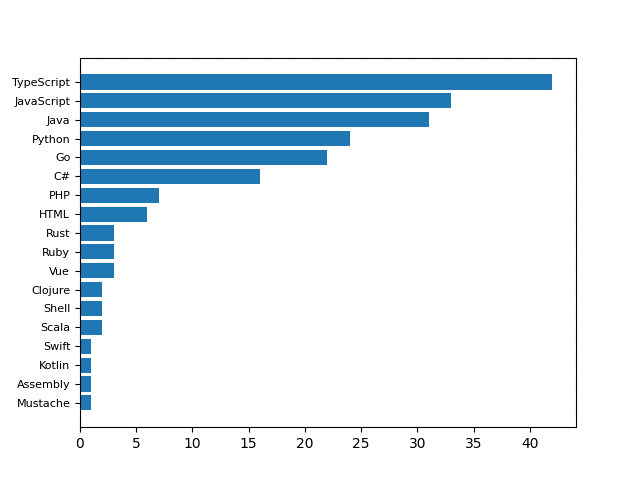 TypeScript
JavaScript
Java
Python
Go
C#
PHP
HTML
Rust
Ruby
Vue
Clojure
Shell
Scala
Swift
Kotlin
Assembly
Mustache
0 5 10 15 20 25 30 35 40